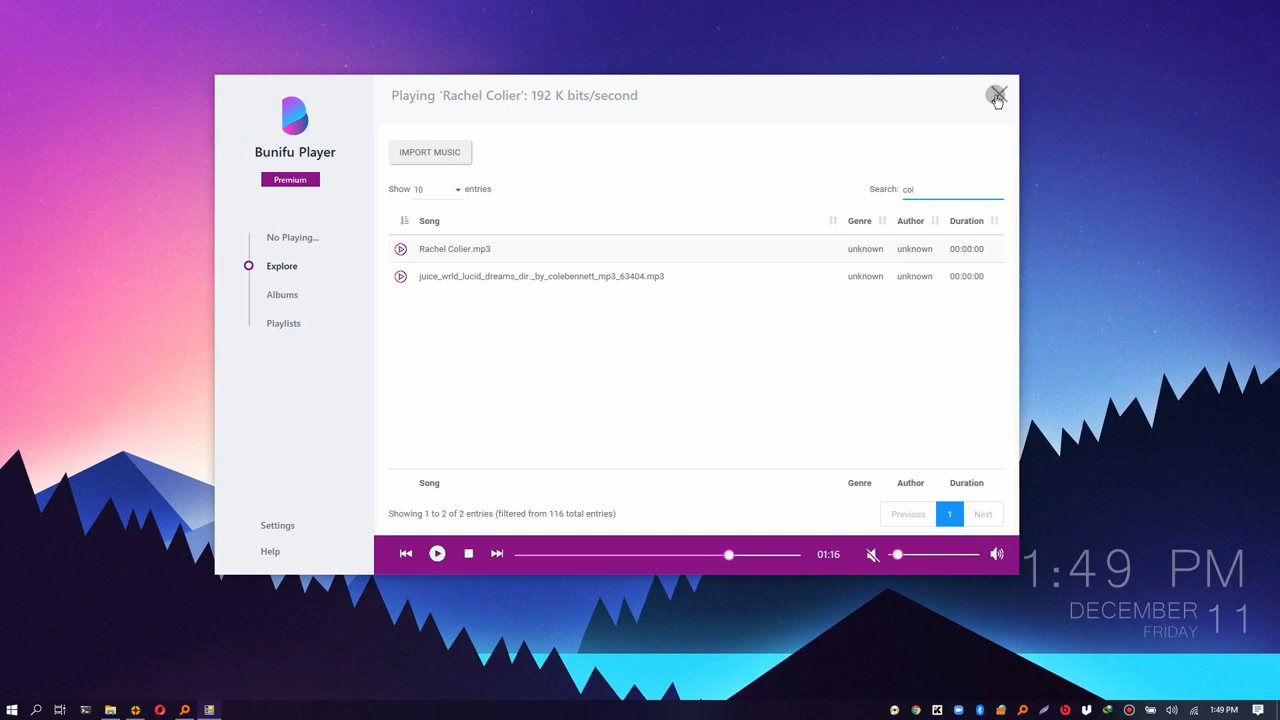 Playing 'Rachel Colier': 192 K bits/second
Bunifu Player
Premium
No Playing...
Explore
Albums
Playlists
Settings
Help
IMPORT MUSIC
Show 10 entries
Search: col
Song Genre Author Duration
Rachel Colier.mp3 unknown unknown 00:00:00
juice_wrld_lucid_dreams_dir._by_colebennett_mp3_63404.mp3 unknown unknown 00:00:00
Song Genre Author Duration
Showing 1 to 2 of 2 entries (filtered from 116 total entries)
Previous 1 Next
01:16
1:49 PM
DECEMBER 11
FRIDAY
1:49 PM